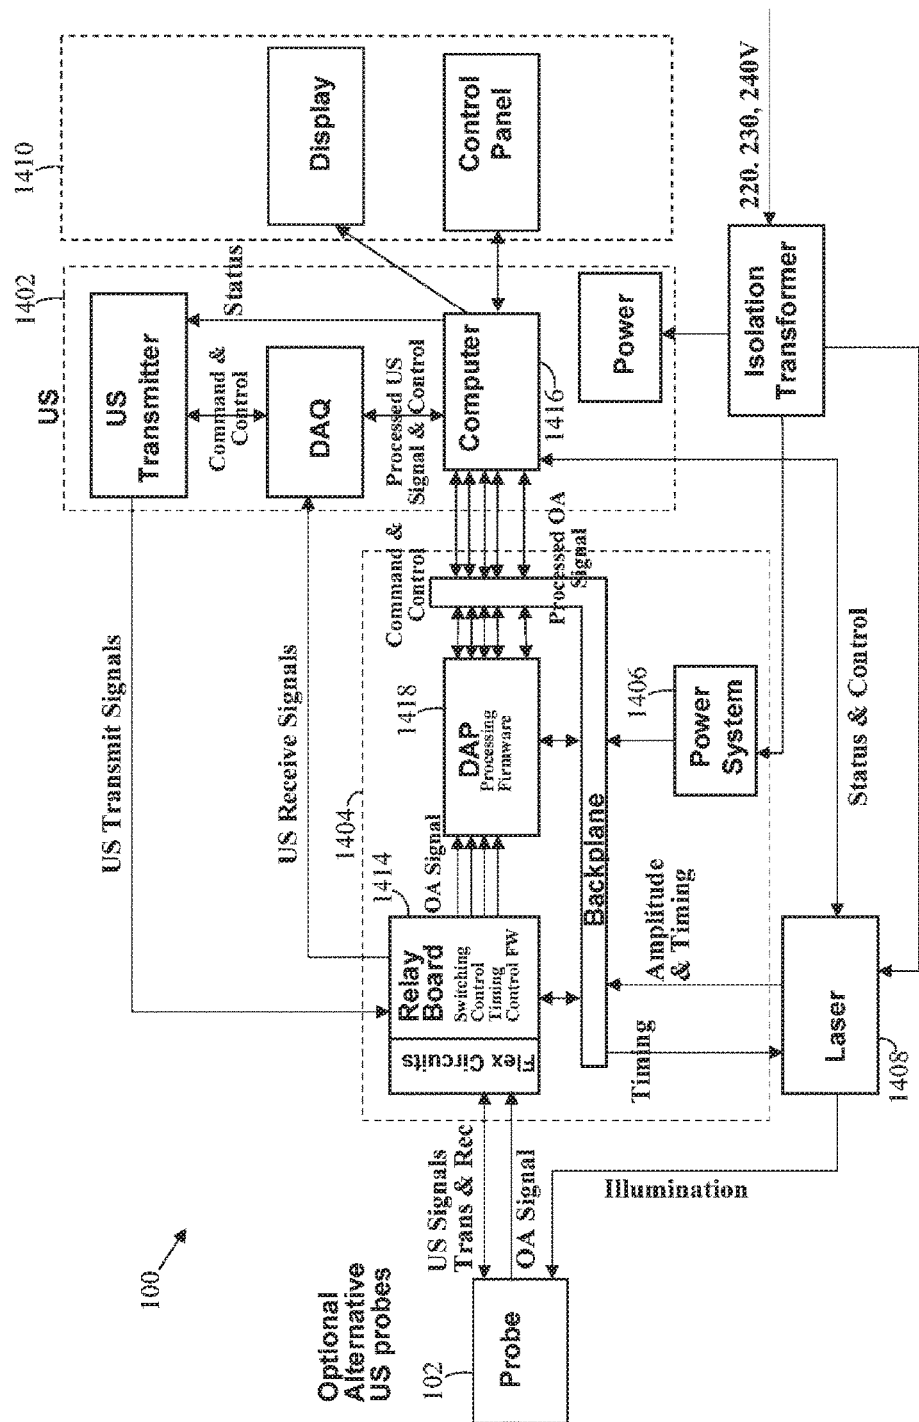 1410
Display
Control
Panel
220. 230, 240V
1402
US
US
Transmitter
Status
Command &
Control
DAQ
Processed US
Signal & Control
Computer
1416
Power
Isolation
Transformer
US Transmit Signals
US Receive Signals
1404
Command &
Control
Processed OA
Signal
1418
DAP
Processing
Firmware
1406
Power
System
Status & Control
1414
OA Signal
Relay
Board
Switching
Control
Timing
Control FW
Flex Circuits
Backplane
Amplitude
& Timing
Timing
Laser
1408
US Signals
Trans & Rec
OA Signal
Illumination
100
Optional
Alternative
US probes
102
Probe